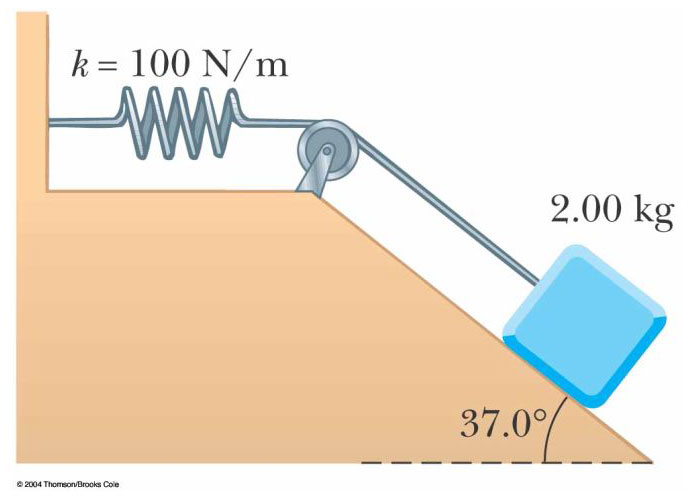 k = 100 N/m
2.00 kg
37.0°
© 2004 Thomson/Brooks Cole